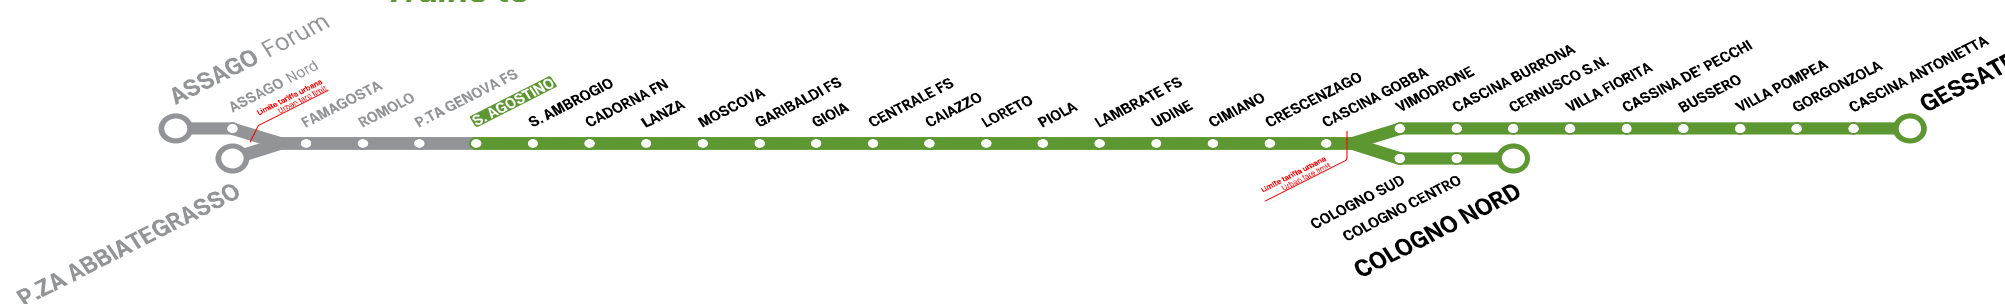 Trains to
ASSAGO Forum
ASSAGO Nord
Limite tariffa urbana
Urban fare limit
P.ZA ABBIATEGRASSO
FAMAGOSTA
ROMOLO
P.TA GENOVA FS
S. AGOSTINO
S. AMBROGIO
CADORNA FN
LANZA
MOSCOVA
GARIBALDI FS
GIOIA
CENTRALE FS
CAIAZZO
LORETO
PIOLA
LAMBRATE FS
UDINE
CIMIANO
CRESCENZAGO
CASCINA GOBBA
Limite tariffa urbana
Urban fare limit
VIMODRONE
CASCINA BURRONA
CERNUSCO S.N.
VILLA FIORITA
CASSINA DE' PECCHI
BUSSERO
VILLA POMPEA
GORGONZOLA
CASCINA ANTONIETTA
GESSATE
COLOGNO SUD
COLOGNO CENTRO
COLOGNO NORD